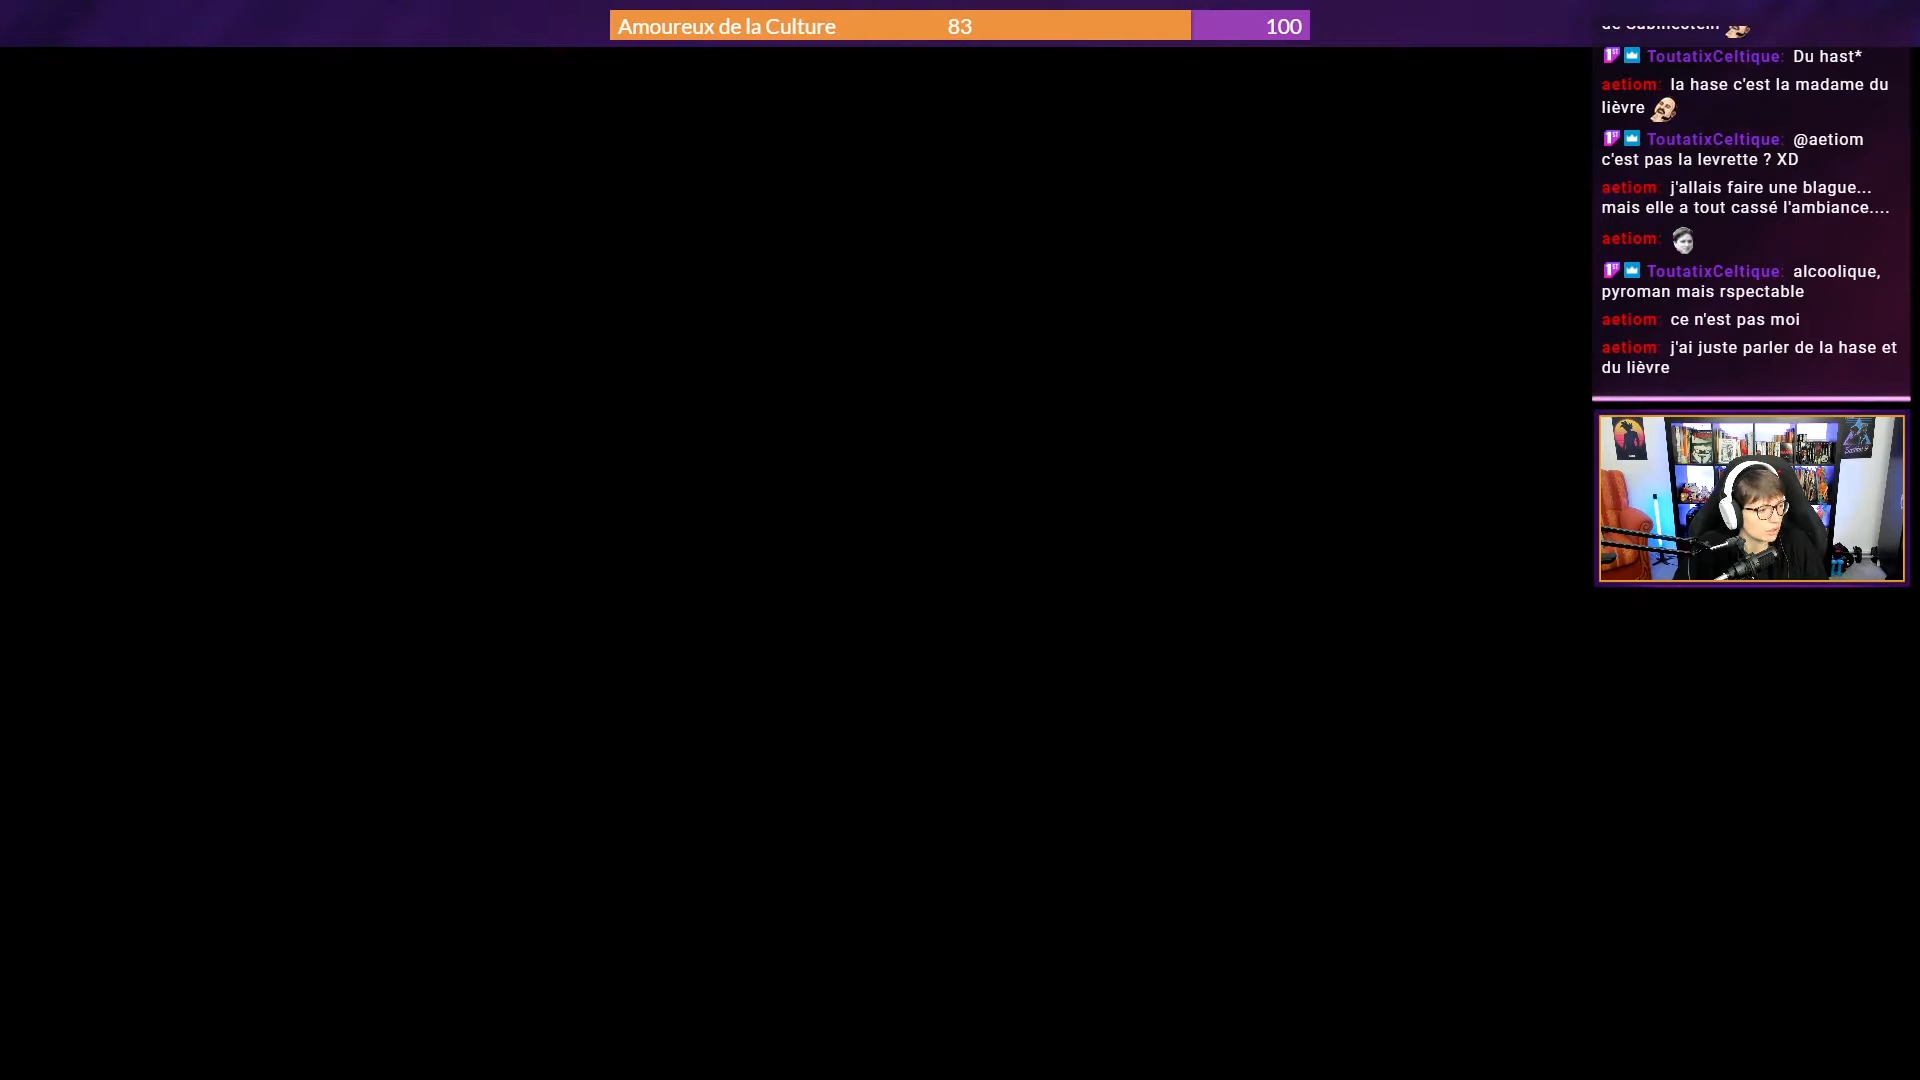 Amoureux de la Culture 83 100
ToutatixCeltique: Du hast*
aetiom: la hase c'est la madame du
lièvre
ToutatixCeltique: @aetiom
c'est pas la levrette ? XD
aetiom: j'allais faire une blague...
mais elle a tout cassé l'ambiance....
aetiom:
ToutatixCeltique: alcoolique,
pyroman mais rspectable
aetiom: ce n'est pas moi
aetiom: j'ai juste parler de la hase et
du lièvre